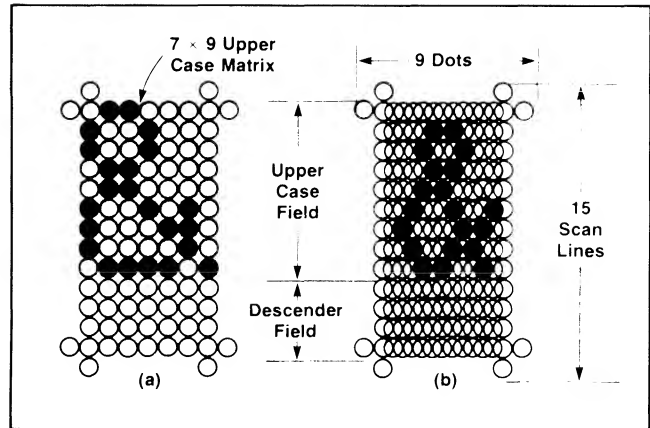 7 × 9 Upper
Case Matrix
9 Dots
Upper
Case
Field
15
Scan
Lines
Descender
Field
(a)
(b)